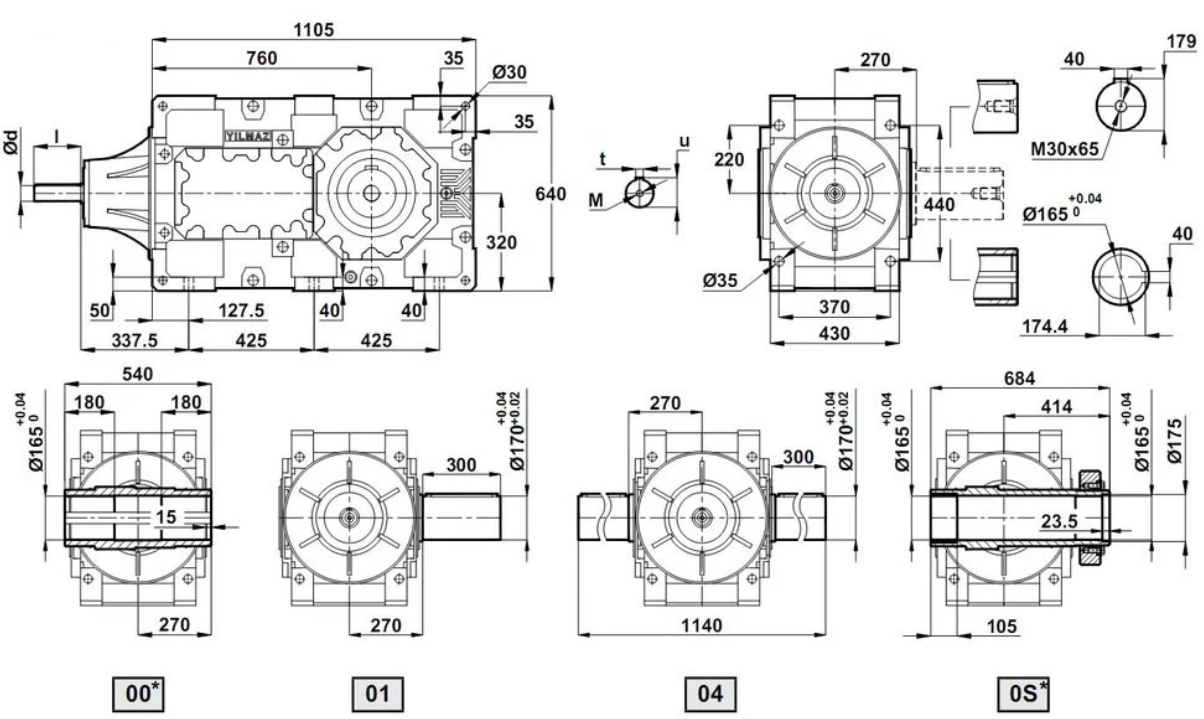 1105
760
35
Ø30
35
Ød
l
YILMAZ
640
320
50
127.5
40
40
337.5
425
425
t
u
M
270
220
440
Ø35
370
430
40
179
M30x65
Ø165 +0.04 0
40
174.4
540
180
180
Ø165 +0.04 0
15
270
00*
300
Ø170 +0.04 +0.02
270
01
270
300
Ø170 +0.04 +0.02
1140
04
684
414
Ø165 +0.04 0
Ø165 +0.04 0
Ø175
23.5
105
0S*